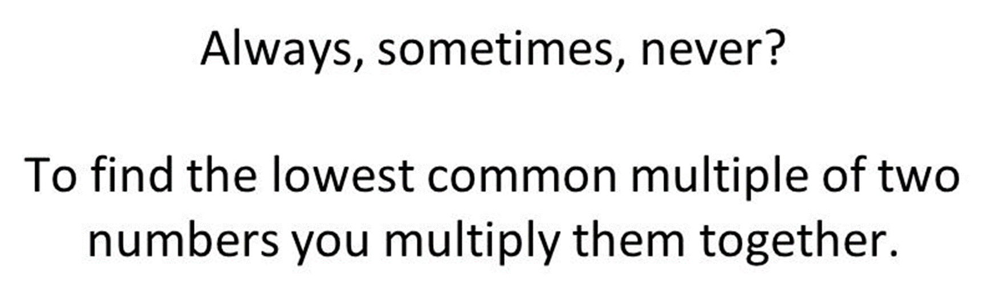 Always, sometimes, never?
To find the lowest common multiple of two
numbers you multiply them together.